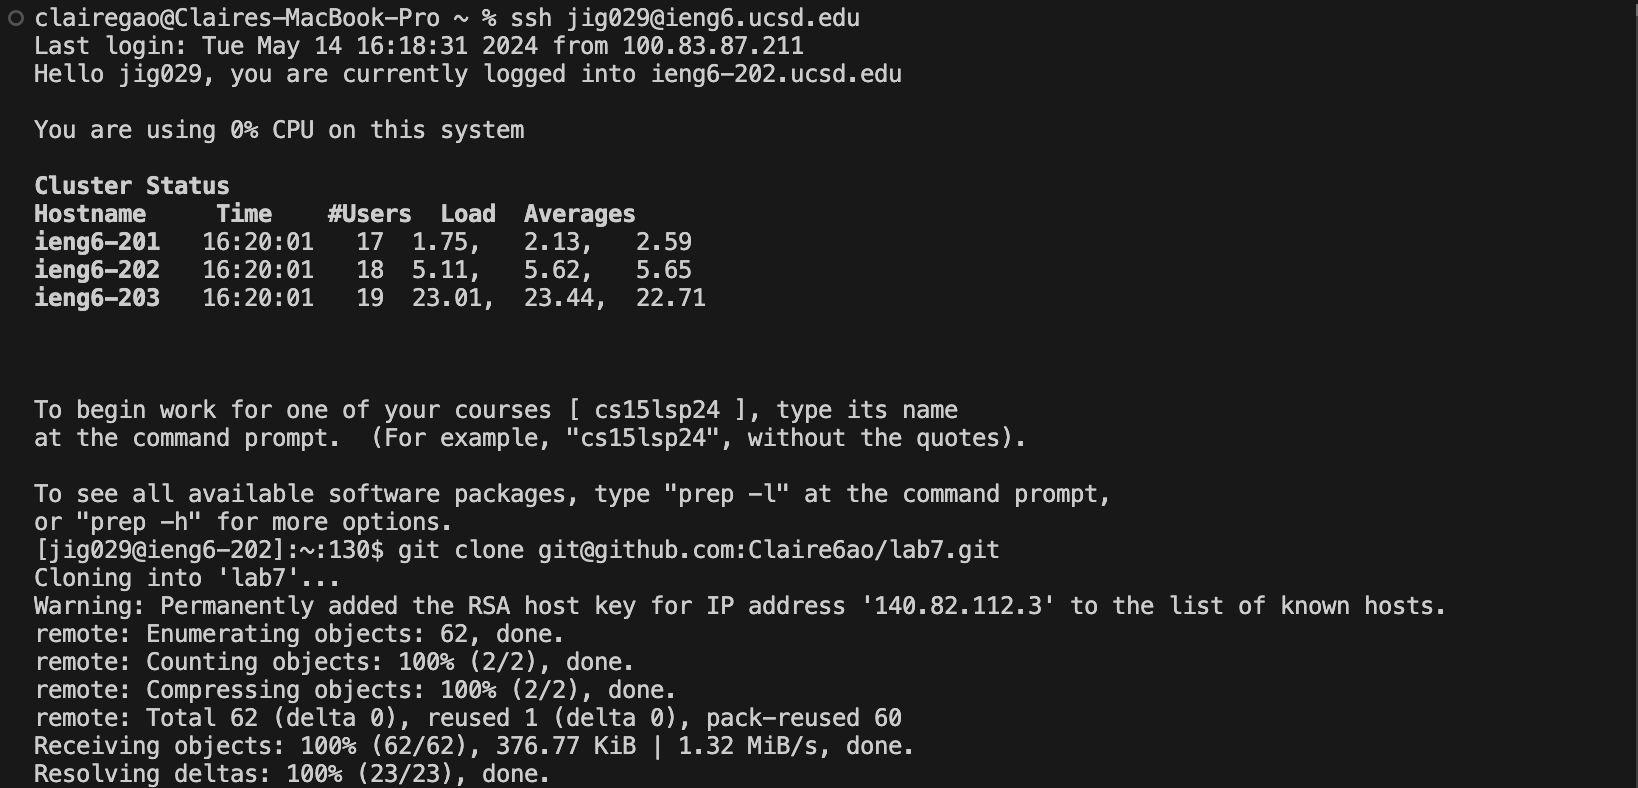 clairegao@Claires-MacBook-Pro ~ % ssh jig029@ieng6.ucsd.edu
Last login: Tue May 14 16:18:31 2024 from 100.83.87.211
Hello jig029, you are currently logged into ieng6-202.ucsd.edu
You are using 0% CPU on this system
Cluster Status
Hostname     Time    #Users  Load  Averages
ieng6-201   16:20:01   17  1.75,   2.13,   2.59
ieng6-202   16:20:01   18  5.11,   5.62,   5.65
ieng6-203   16:20:01   19  23.01,  23.44,  22.71
To begin work for one of your courses [ cs15lsp24 ], type its name
at the command prompt.  (For example, "cs15lsp24", without the quotes).
To see all available software packages, type "prep -l" at the command prompt,
or "prep -h" for more options.
[jig029@ieng6-202]:~:130$ git clone git@github.com:Claire6ao/lab7.git
Cloning into 'lab7'...
Warning: Permanently added the RSA host key for IP address '140.82.112.3' to the list of known hosts.
remote: Enumerating objects: 62, done.
remote: Counting objects: 100% (2/2), done.
remote: Compressing objects: 100% (2/2), done.
remote: Total 62 (delta 0), reused 1 (delta 0), pack-reused 60
Receiving objects: 100% (62/62), 376.77 KiB | 1.32 MiB/s, done.
Resolving deltas: 100% (23/23), done.